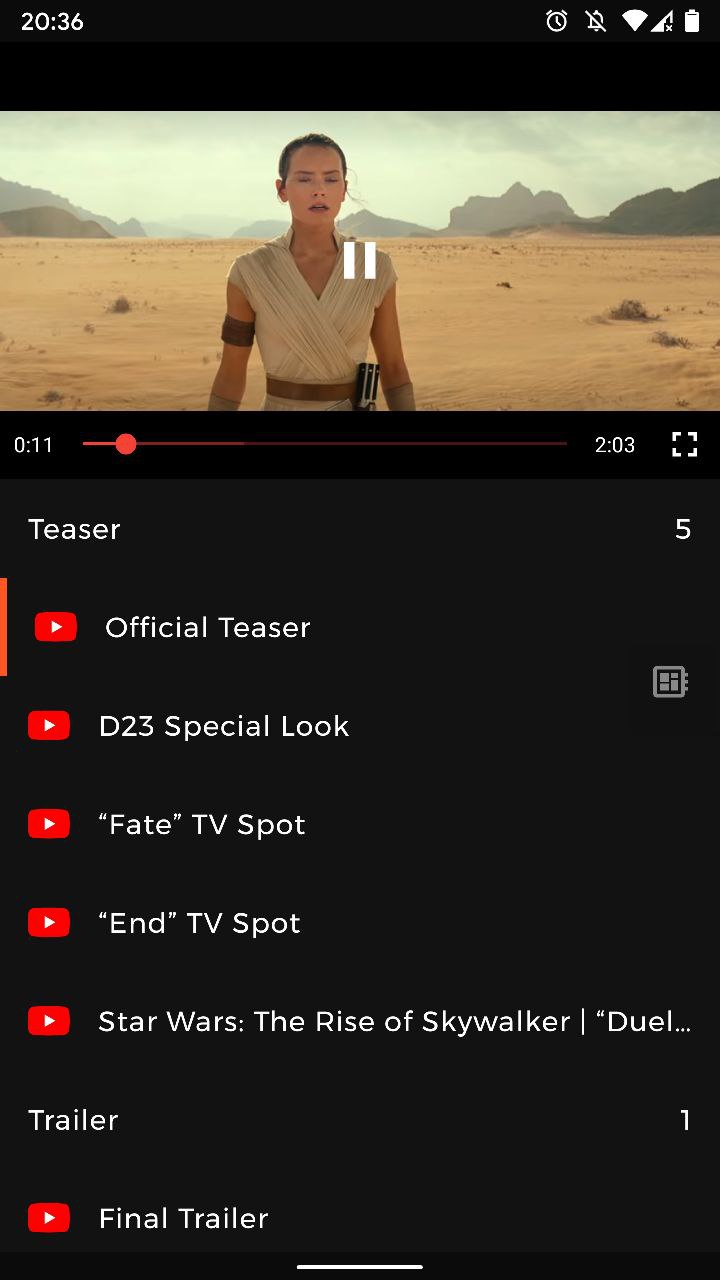 20:36
0:11
2:03
Teaser
5
Official Teaser
D23 Special Look
“Fate” TV Spot
“End” TV Spot
Star Wars: The Rise of Skywalker | “Duel...
Trailer
1
Final Trailer